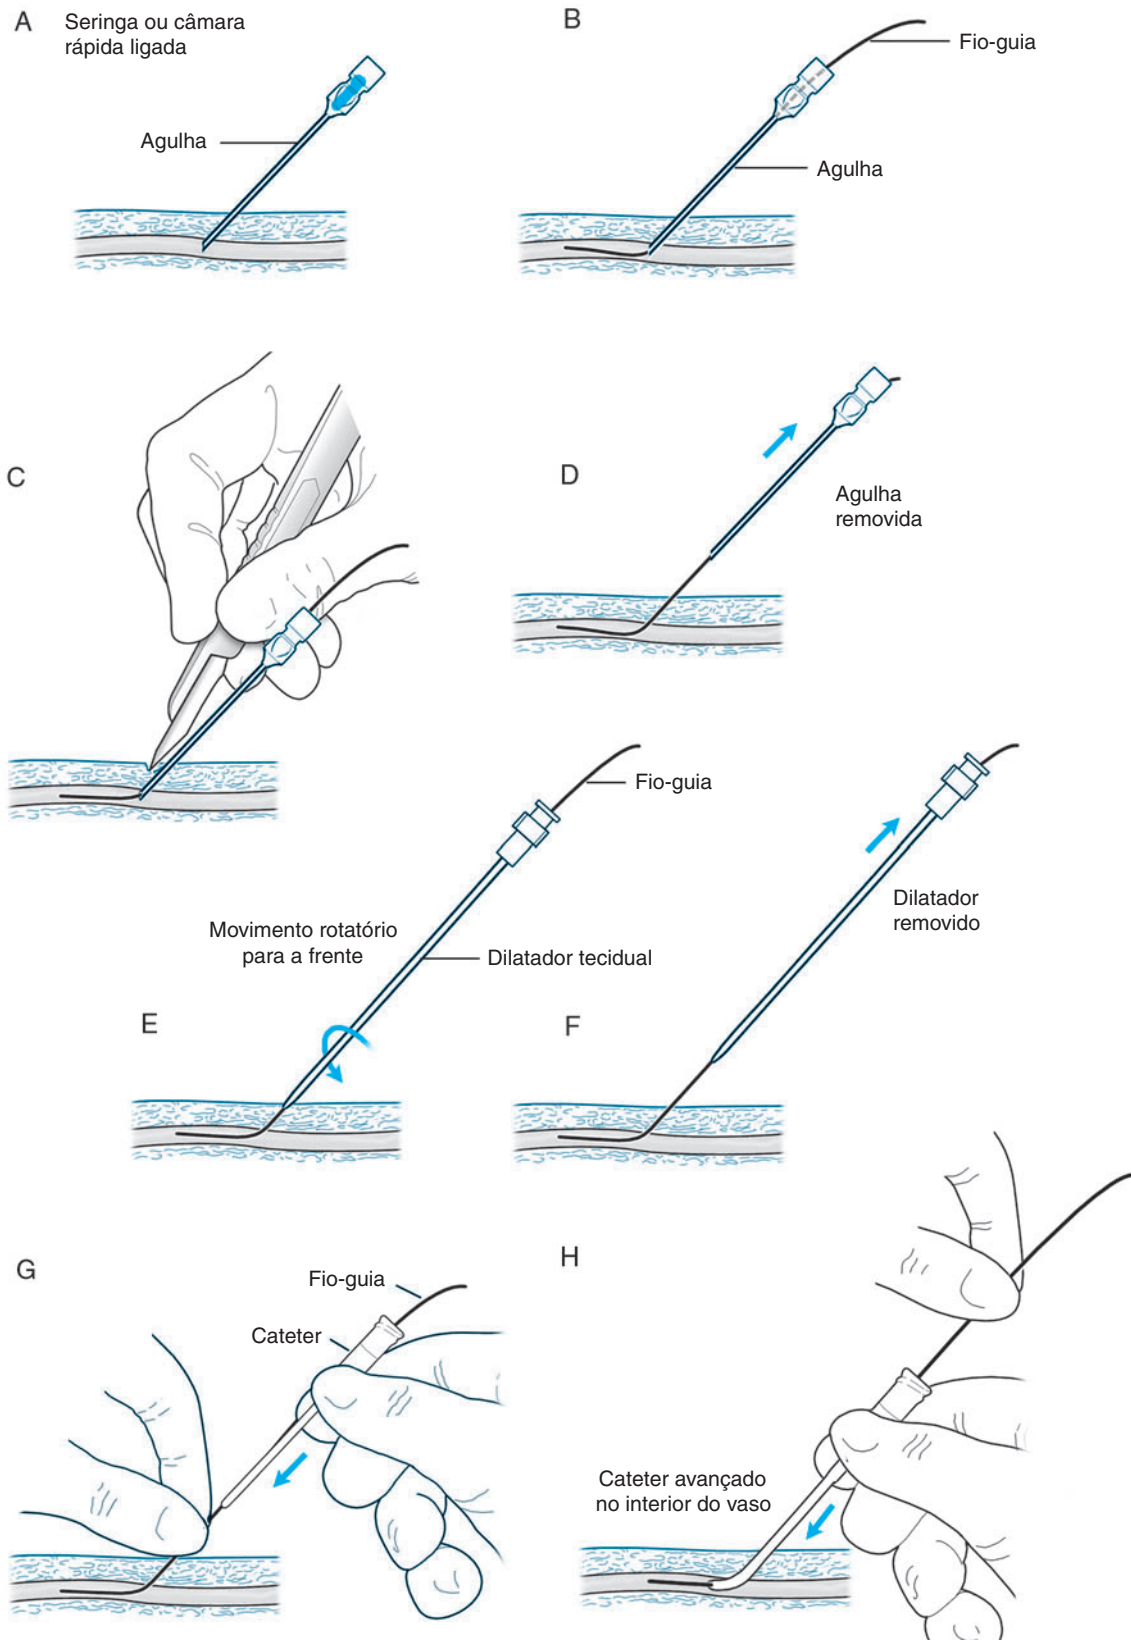 A
Seringa ou câmara
rápida ligada
Agulha
B
Fio-guia
Agulha
C
D
Agulha
removida
Fio-guia
Movimento rotatório
para a frente
Dilatador tecidual
E
Dilatador
removido
F
G
Fio-guia
Cateter
H
Cateter avançado
no interior do vaso